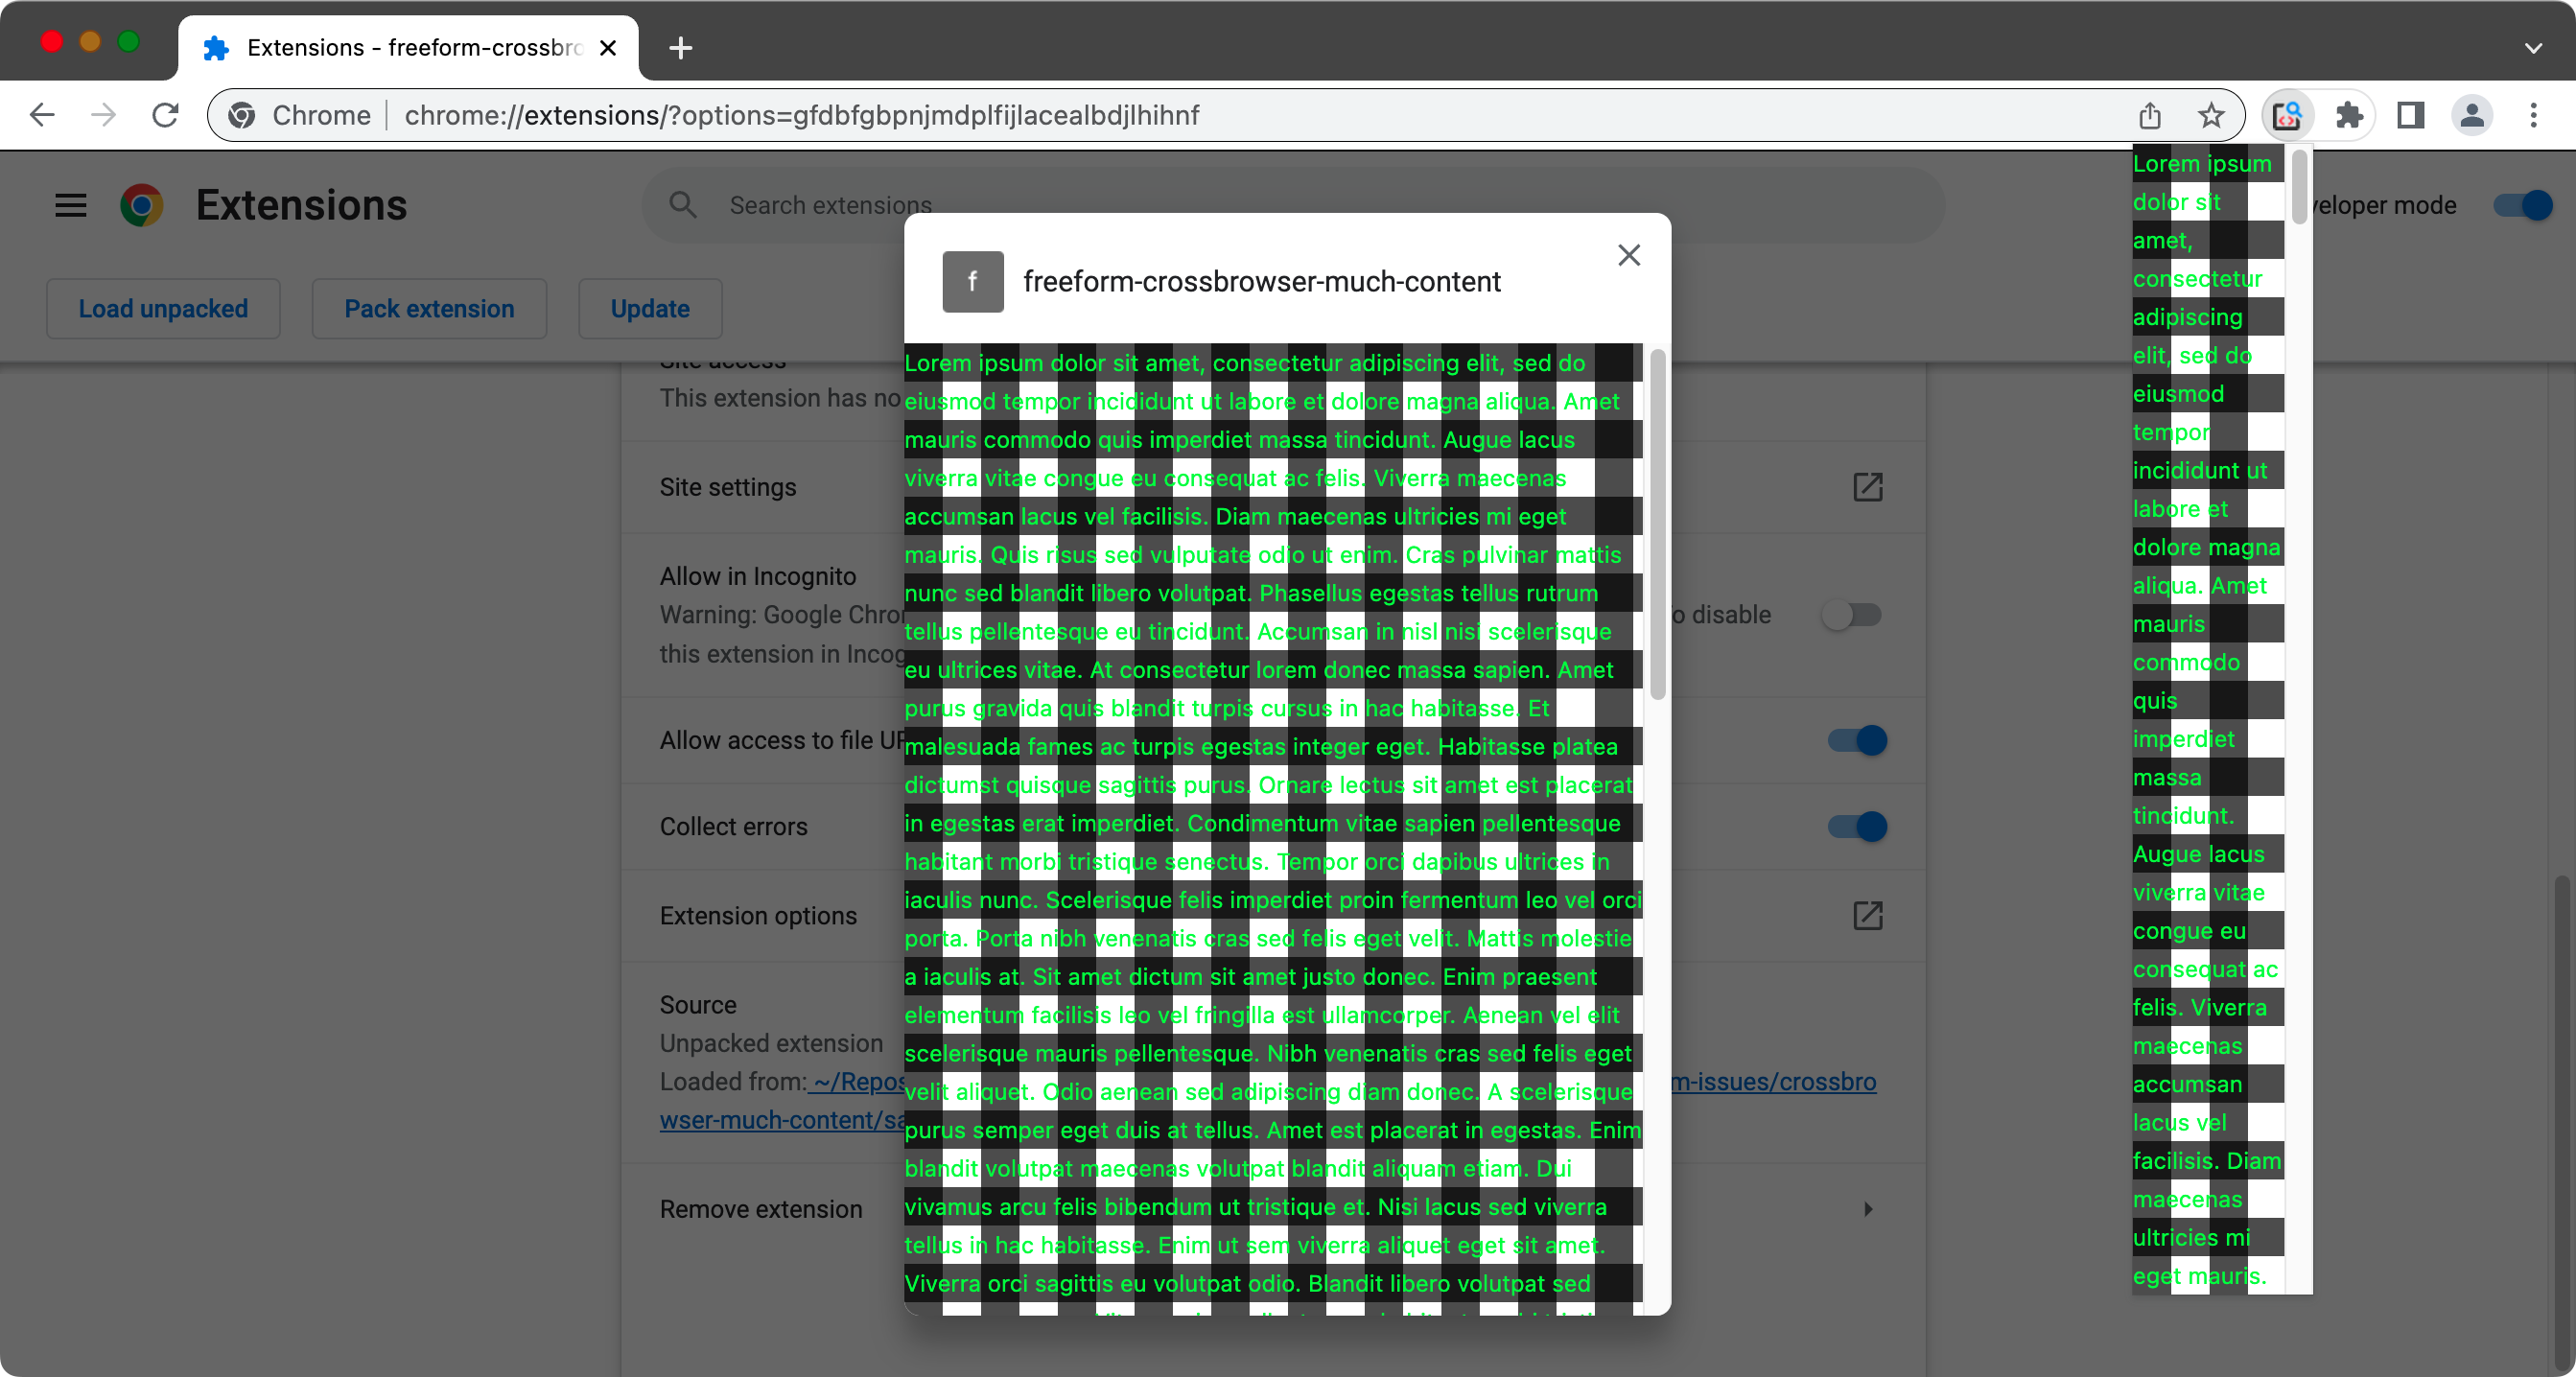 Extensions - freeform-crossbro
Chrome
chrome://extensions/?options=gfdbfgbpnjmdplfijlacealbdjlhihnf
Extensions
Search extensions
veloper mode
Load unpacked
Pack extension
Update
Site access
This extension has no
Site settings
Allow in Incognito
Warning: Google Chro
o disable
this extension in Incog
Allow access to file UR
Collect errors
Extension options
Source
Unpacked extension
Loaded from: ~/Repos
m-issues/crossbro
wser-much-content/sa
Remove extension
f
freeform-crossbrowser-much-content
Lorem ipsum dolor sit amet, consectetur adipiscing elit, sed do
eiusmod tempor incididunt ut labore et dolore magna aliqua. Amet
mauris commodo quis imperdiet massa tincidunt. Augue lacus
viverra vitae congue eu consequat ac felis. Viverra maecenas
accumsan lacus vel facilisis. Diam maecenas ultricies mi eget
mauris. Quis risus sed vulputate odio ut enim. Cras pulvinar mattis
nunc sed blandit libero volutpat. Phasellus egestas tellus rutrum
tellus pellentesque eu tincidunt. Accumsan in nisl nisi scelerisque
eu ultrices vitae. At consectetur lorem donec massa sapien. Amet
purus gravida quis blandit turpis cursus in hac habitasse. Et
malesuada fames ac turpis egestas integer eget. Habitasse platea
dictumst quisque sagittis purus. Ornare lectus sit amet est placerat
in egestas erat imperdiet. Condimentum vitae sapien pellentesque
habitant morbi tristique senectus. Tempor orci dapibus ultrices in
iaculis nunc. Scelerisque felis imperdiet proin fermentum leo vel orci
porta. Porta nibh venenatis cras sed felis eget velit. Mattis molestie
a iaculis at. Sit amet dictum sit amet justo donec. Enim praesent
elementum facilisis leo vel fringilla est ullamcorper. Aenean vel elit
scelerisque mauris pellentesque. Nibh venenatis cras sed felis eget
velit aliquet. Odio aenean sed adipiscing diam donec. A scelerisque
purus semper eget duis at tellus. Amet est placerat in egestas. Enim
blandit volutpat maecenas volutpat blandit aliquam etiam. Dui
vivamus arcu felis bibendum ut tristique et. Nisi lacus sed viverra
tellus in hac habitasse. Enim ut sem viverra aliquet eget sit amet.
Viverra orci sagittis eu volutpat odio. Blandit libero volutpat sed
Lorem ipsum
dolor sit
amet,
consectetur
adipiscing
elit, sed do
eiusmod
tempor
incididunt ut
labore et
dolore magna
aliqua. Amet
mauris
commodo
quis
imperdiet
massa
tincidunt.
Augue lacus
viverra vitae
congue eu
consequat ac
felis. Viverra
maecenas
accumsan
lacus vel
facilisis. Diam
maecenas
ultricies mi
eget mauris.